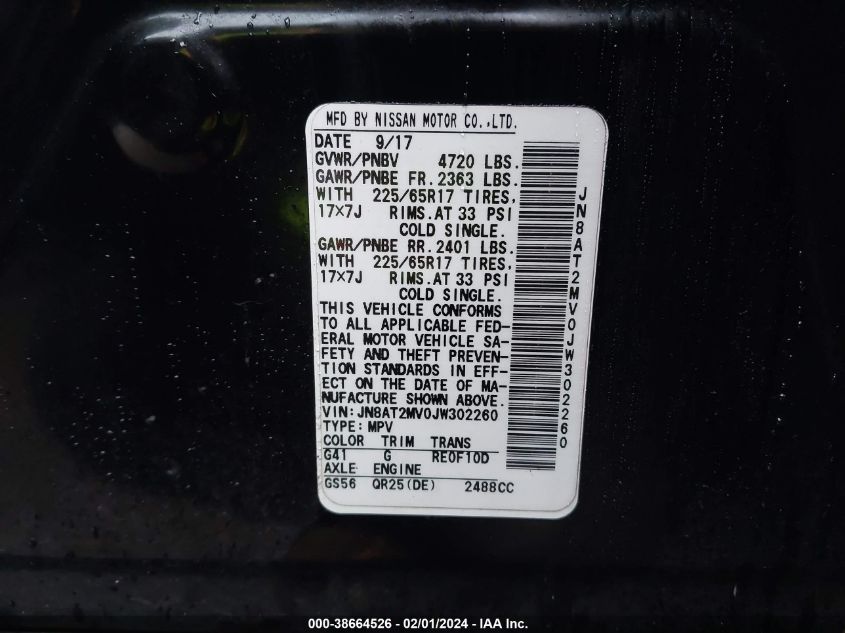 MFD BY NISSAN MOTOR CO.,LTD.
DATE 9/17
GVWR/PNBV 4720 LBS.
GAWR/PNBE FR. 2363 LBS.
WITH 225/65R17 TIRES,
17×7J RIMS.AT 33 PSI
COLD SINGLE.
GAWR/PNBE RR. 2401 LBS.
WITH 225/65R17 TIRES,
17×7J RIMS.AT 33 PSI
COLD SINGLE.
THIS VEHICLE CONFORMS
TO ALL APPLICABLE FED-
ERAL MOTOR VEHICLE SA-
FETY AND THEFT PREVEN-
TION STANDARDS IN EFF-
ECT ON THE DATE OF MA-
NUFACTURE SHOWN ABOVE.
VIN:JN8AT2MV0JW302260
TYPE:MPV
COLOR TRIM TRANS
G41 G RE0F10D
AXLE ENGINE
GS56 QR25(DE) 2488CC
JN8AT2MV0JW302260
000-38664526 - 02/01/2024 - IAA Inc.